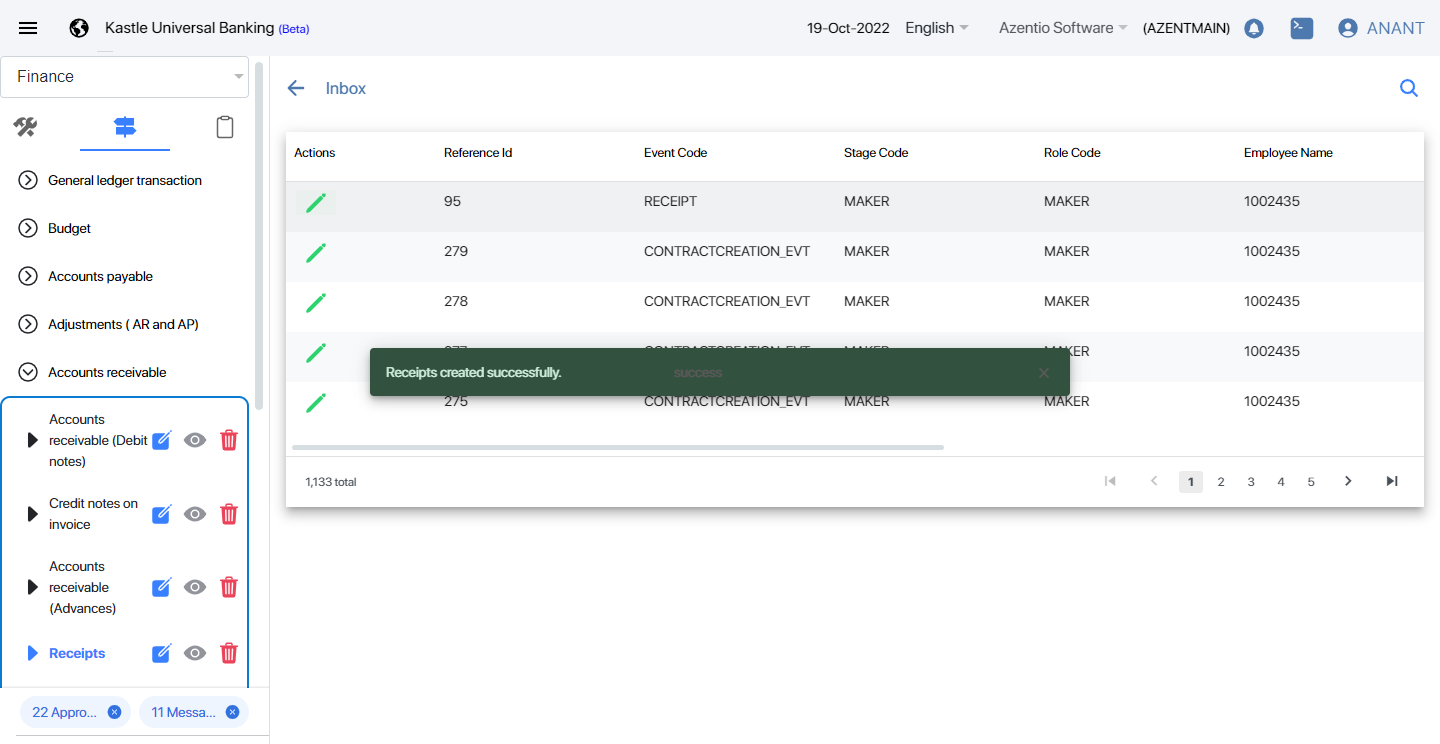 Kastle Universal Banking (Beta)
19-Oct-2022 English Azentio Software (AZENTMAIN) ANANT
Finance
General ledger transaction
Budget
Accounts payable
Adjustments ( AR and AP)
Accounts receivable
Accounts
receivable (Debit
notes)
Credit notes on
invoice
Accounts
receivable
(Advances)
Receipts
22 Appro... 11 Messa...
Inbox
Actions Reference Id Event Code Stage Code Role Code Employee Name
95 RECEIPT MAKER MAKER 1002435
279 CONTRACTCREATION_EVT MAKER MAKER 1002435
278 CONTRACTCREATION_EVT MAKER MAKER 1002435
1002435
Receipts created successfully. success
275 CONTRACTCREATION_EVT MAKER MAKER 1002435
1,133 total 1 2 3 4 5